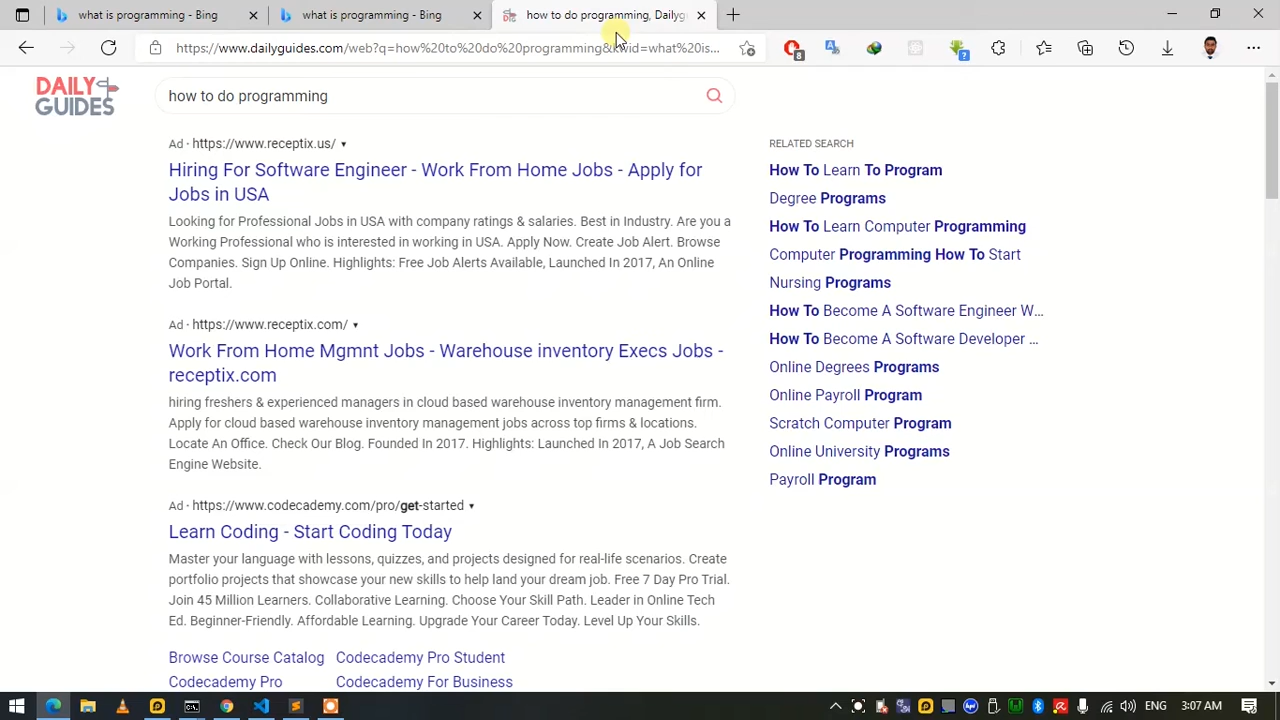 what is programming
what is programming
how to do programming, Dailyg
https://www.dailyguides.com/web?q=how%20to%20do%20programming&kwid=what%20is...
8
?
DAILY
GUIDES
how to do programming
Ad · https://www.receptix.us/
Hiring For Software Engineer - Work From Home Jobs - Apply for
Jobs in USA
Looking for Professional Jobs in USA with company ratings & salaries. Best in Industry. Are you a
Working Professional who is interested in working in USA. Apply Now. Create Job Alert. Browse
Companies. Sign Up Online. Highlights: Free Job Alerts Available, Launched In 2017, An Online
Job Portal.
Ad · https://www.receptix.com/
Work From Home Mgmnt Jobs - Warehouse inventory Execs Jobs -
receptix.com
hiring freshers & experienced managers in cloud based warehouse inventory management firm.
Apply for cloud based warehouse inventory management jobs across top firms & locations.
Locate An Office. Check Our Blog. Founded In 2017. Highlights: Launched In 2017, A Job Search
Engine Website.
Ad · https://www.codecademy.com/pro/get-started
Learn Coding - Start Coding Today
Master your language with lessons, quizzes, and projects designed for real-life scenarios. Create
portfolio projects that showcase your new skills to help land your dream job. Free 7 Day Pro Trial.
Join 45 Million Learners. Collaborative Learning. Choose Your Skill Path. Leader in Online Tech
Ed. Beginner-Friendly. Affordable Learning. Upgrade Your Career Today. Level Up Your Skills.
Browse Course Catalog Codecademy Pro Student
Codecademy Pro Codecademy For Business
RELATED SEARCH
How To Learn To Program
Degree Programs
How To Learn Computer Programming
Computer Programming How To Start
Nursing Programs
How To Become A Software Engineer W...
How To Become A Software Developer ...
Online Degrees Programs
Online Payroll Program
Scratch Computer Program
Online University Programs
Payroll Program
ENG 3:07 AM